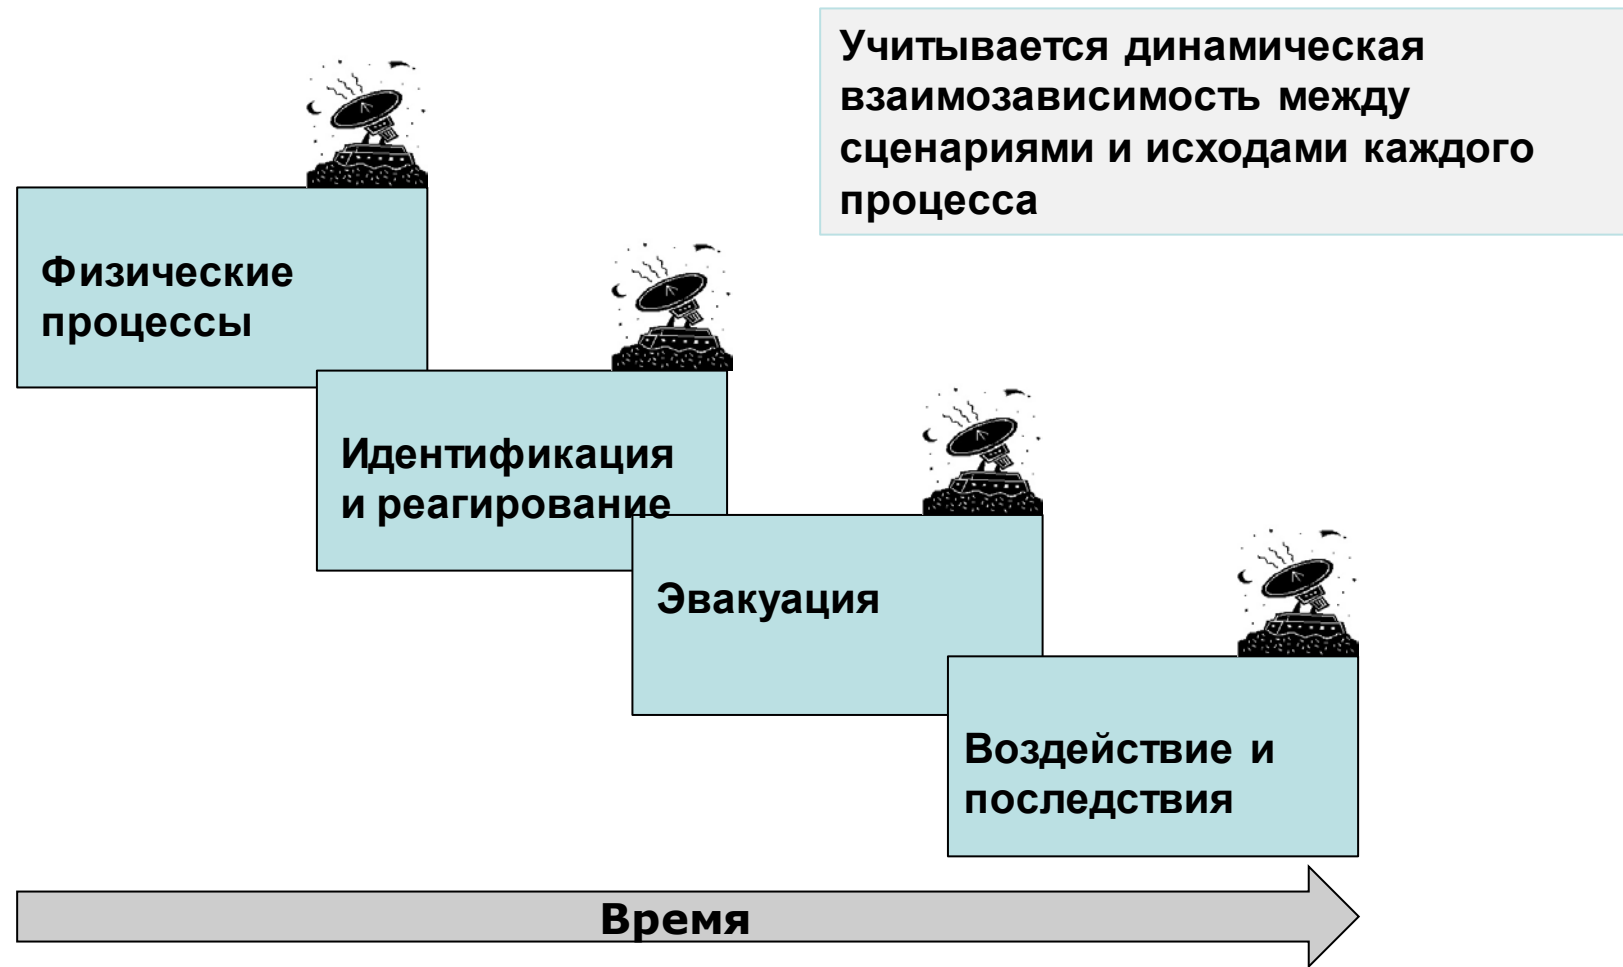 Учитывается динамическая
взаимозависимость между
сценариями и исходами каждого
процесса
Физические
процессы
Идентификация
и реагирование
Эвакуация
Воздействие и
последствия
Время